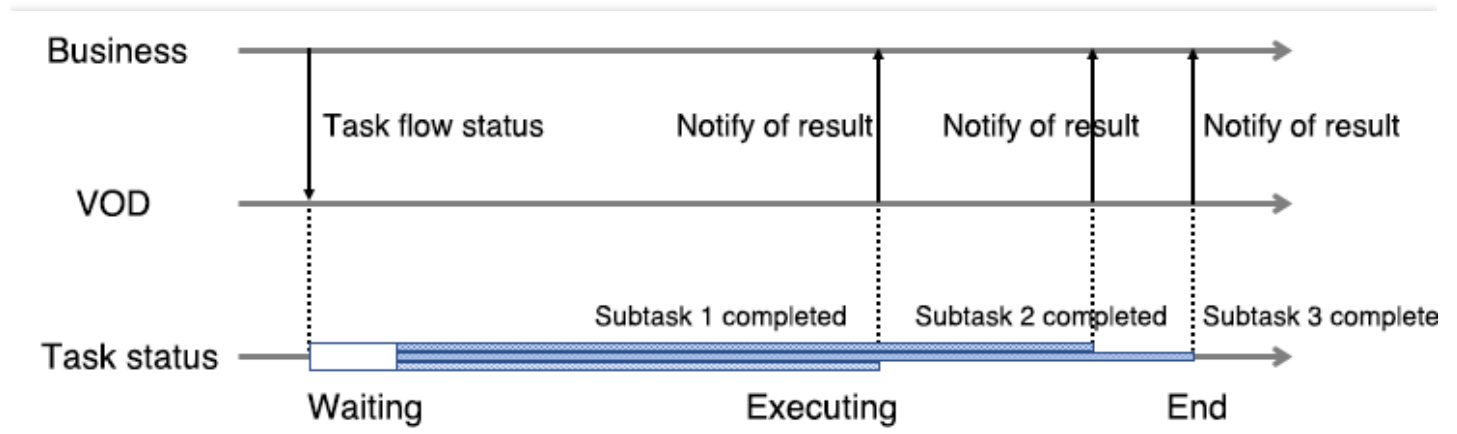 Business
Task flow status
Notify of result
Notify of result
Notify of result
VOD
Subtask 1 completed
Subtask 2 completed
Subtask 3 complete
Task status
Waiting
Executing
End